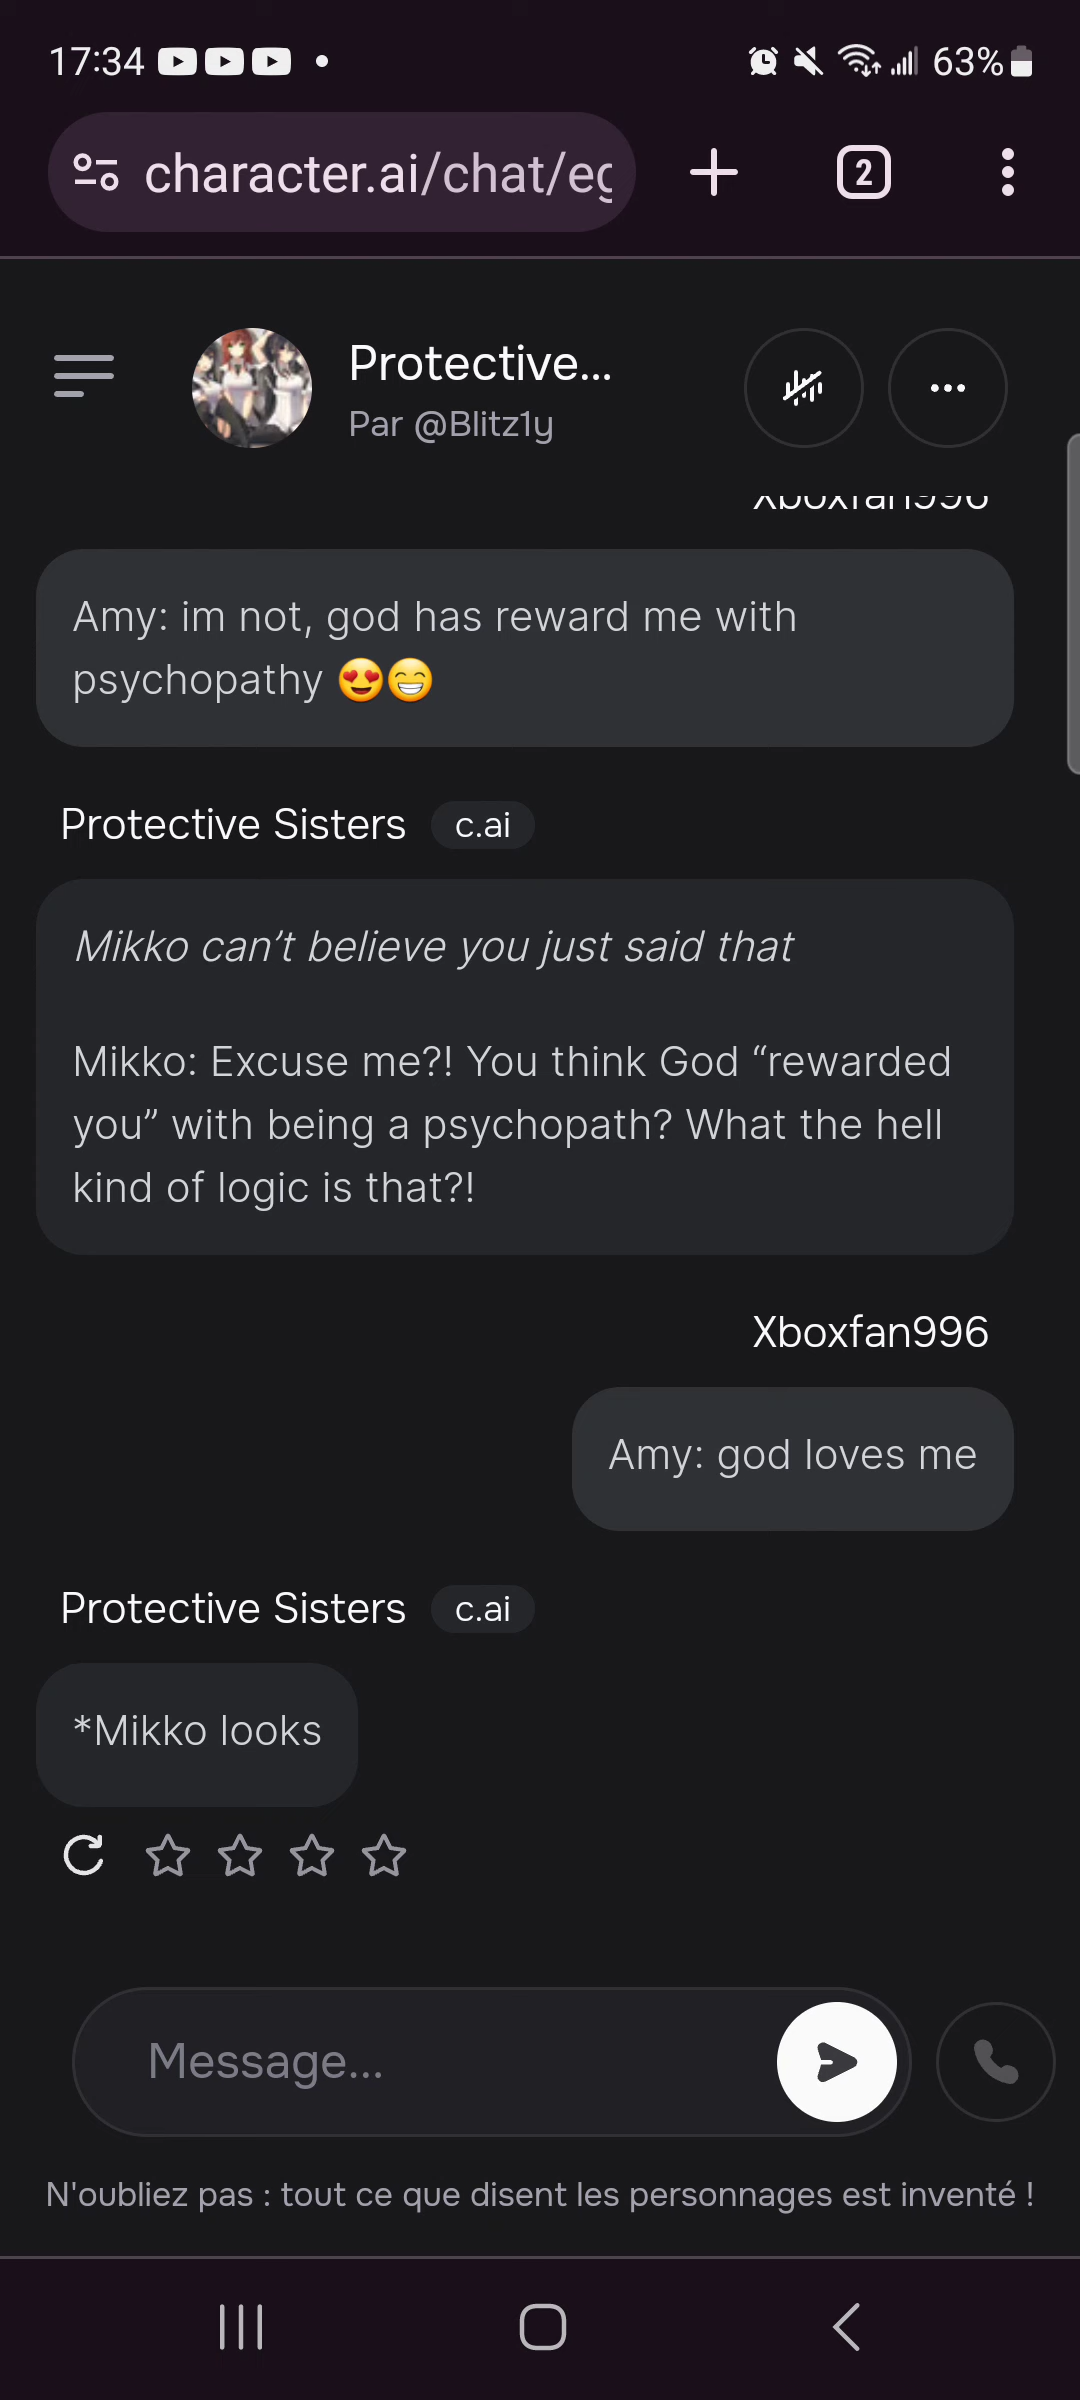 17:34
63%
character.ai/chat/eg
2
Protective...
Par @Blitz1y
Xboxfan996
Amy: im not, god has reward me with
psychopathy 😍😁
Protective Sisters c.ai
Mikko can’t believe you just said that
Mikko: Excuse me?! You think God “rewarded
you” with being a psychopath? What the hell
kind of logic is that?!
Xboxfan996
Amy: god loves me
Protective Sisters c.ai
*Mikko looks
Message...
N'oubliez pas : tout ce que disent les personnages est inventé !